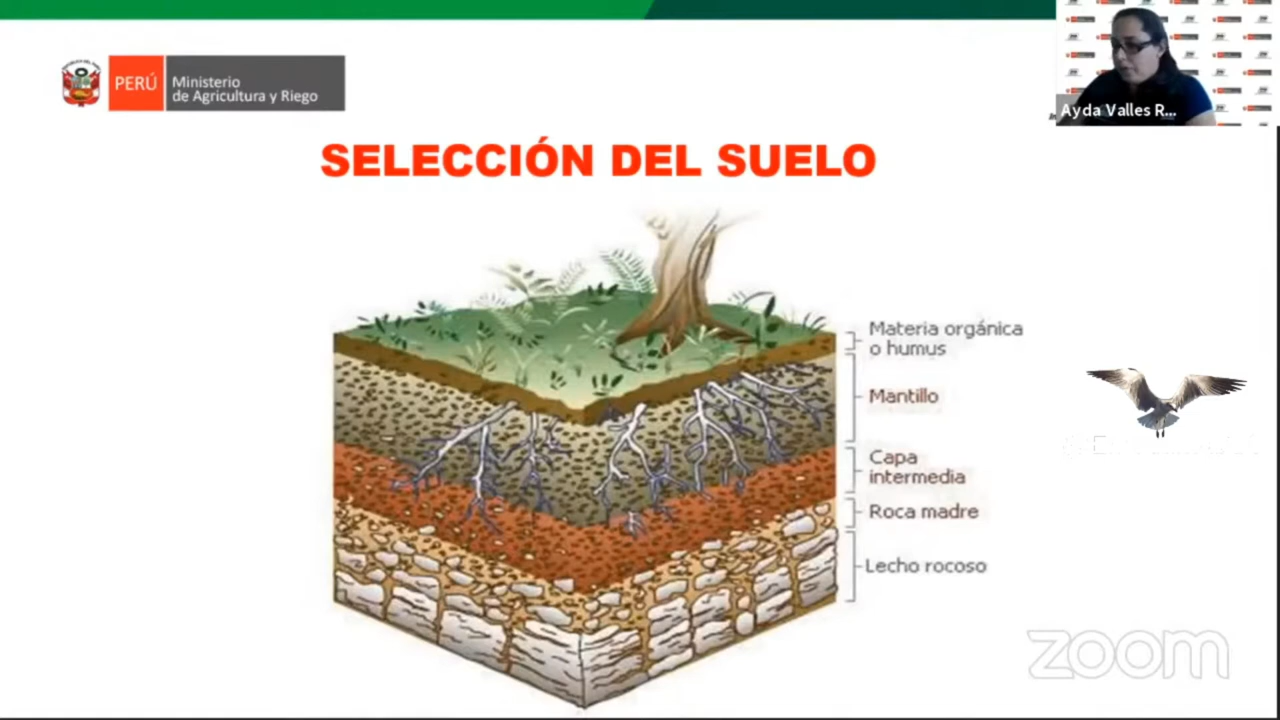 PERÚ
Ministerio
de Agricultura y Riego
Ayda Valles R...
SELECCIÓN DEL SUELO
Materia orgánica
o humus
Mantillo
Capa
intermedia
Roca madre
Lecho rocoso
zoom